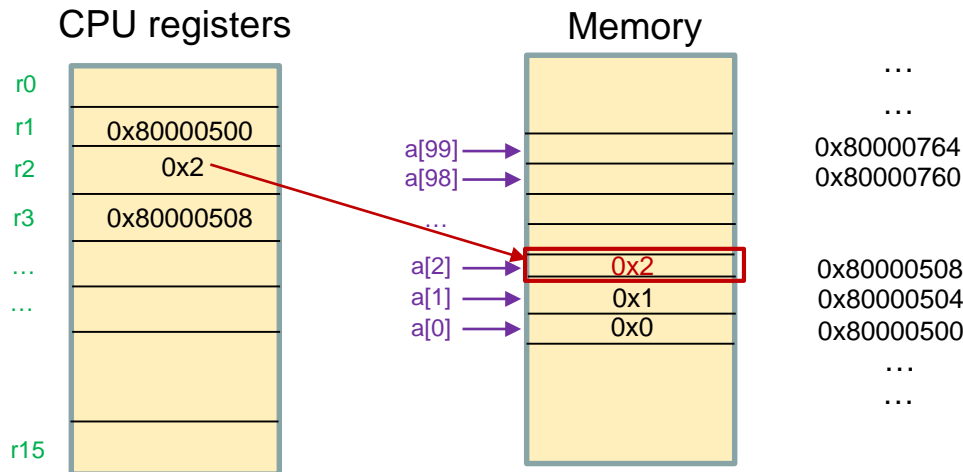 CPU registers
r0
r1
0x80000500
r2
0x2
r3
0x80000508
…
…
r15
Memory
…
…
a[99]
0x80000764
a[98]
0x80000760
…
a[2]
0x2
0x80000508
a[1]
0x1
0x80000504
a[0]
0x0
0x80000500
…
…